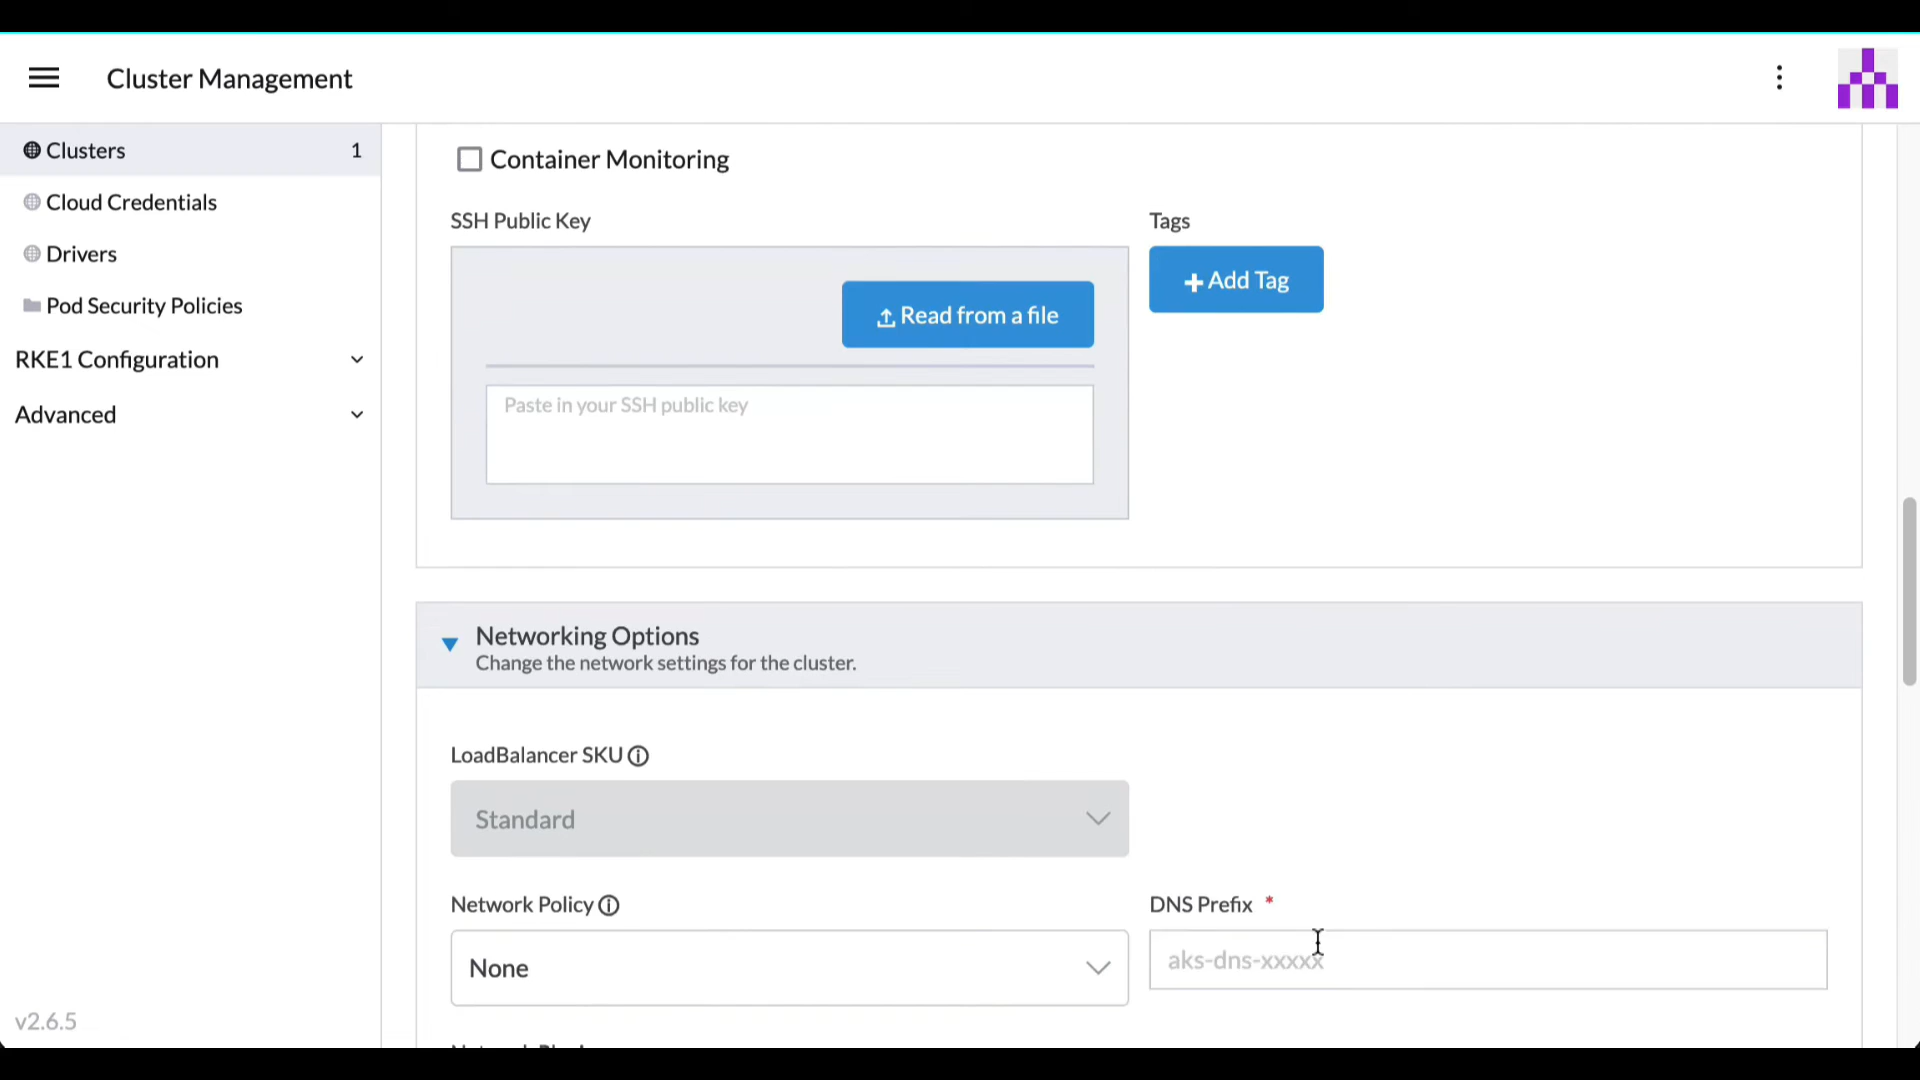 Cluster Management
Clusters 1
Cloud Credentials
Drivers
Pod Security Policies
RKE1 Configuration
Advanced
v2.6.5
Container Monitoring
SSH Public Key
Tags
Read from a file
Add Tag
Paste in your SSH public key
Networking Options
Change the network settings for the cluster.
LoadBalancer SKU
Standard
Network Policy
DNS Prefix *
None
aks-dns-xxxxx